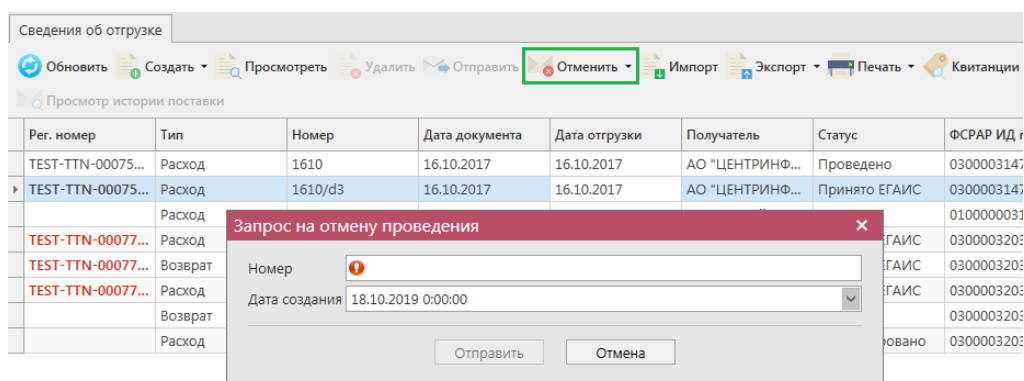 Сведения об отгрузке
Обновить Создать Просмотреть Удалить Отправить Отменить Импорт Экспорт Печать Квитанции
Просмотр истории поставки
Рег. номер Тип Номер Дата документа Дата отгрузки Получатель Статус ФСРАР ИД
TEST-TTN-00075... Расход 1610 16.10.2017 16.10.2017 АО "ЦЕНТРИНФ... Проведено 0300003147
TEST-TTN-00075... Расход 1610/d3 16.10.2017 16.10.2017 АО "ЦЕНТРИНФ... Принято ЕГАИС 0300003147
Расход 0100000031
Запрос на отмену проведения
TEST-TTN-00077... Расход ЕГАИС 0300003203
TEST-TTN-00077... Возврат ЕГАИС 0300003203
Номер
TEST-TTN-00077... Расход ЕГАИС 0300003203
Дата создания 18.10.2019 0:00:00
Возврат 0300003203
Расход овано 0300003203
Отправить Отмена